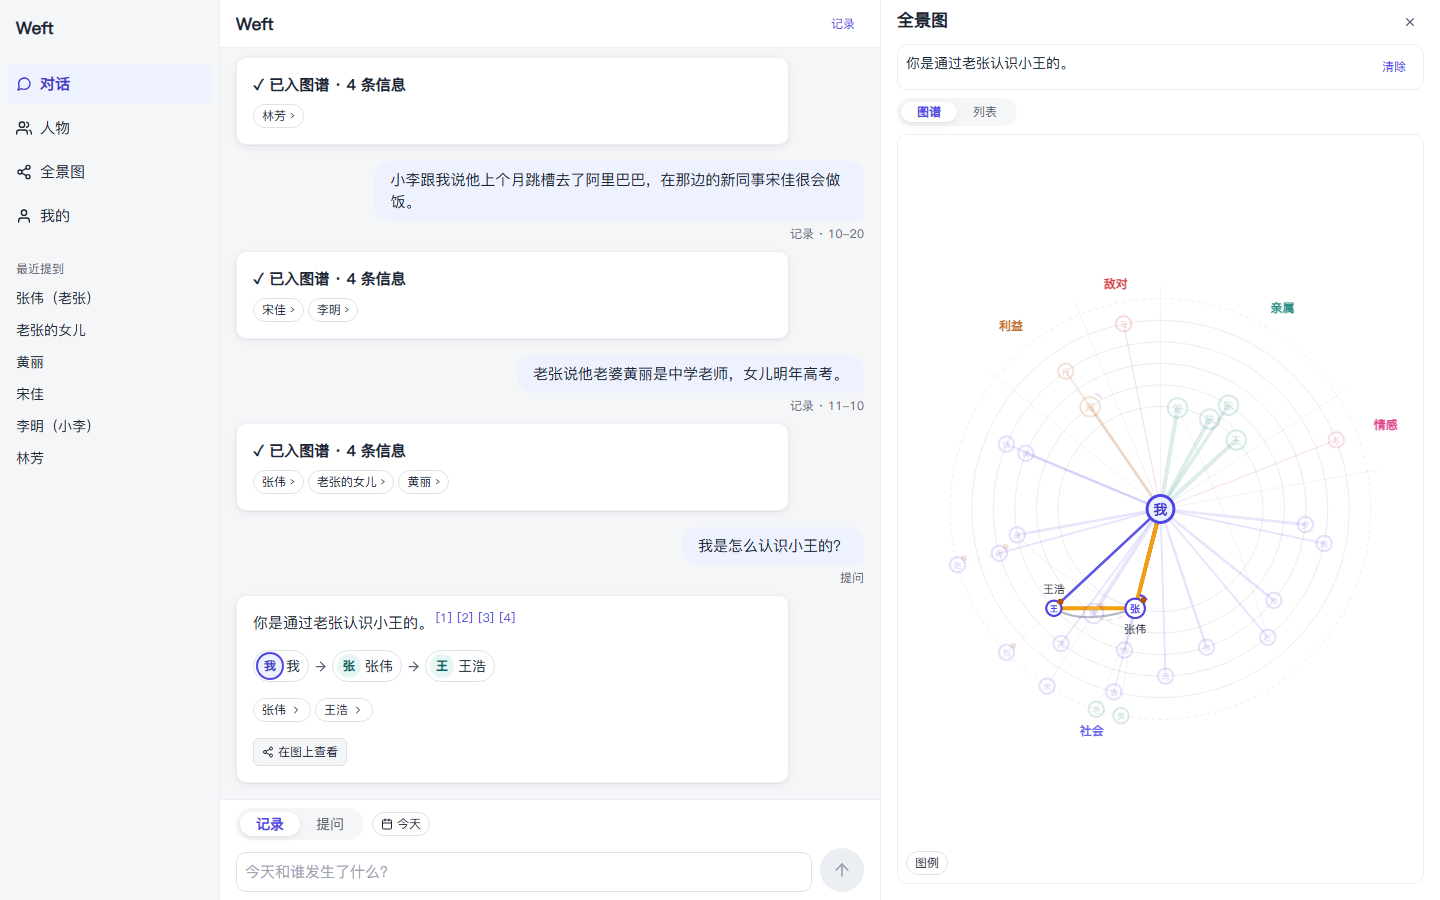 Weft
对话
人物
全景图
我的
最近提到
张伟（老张）
老张的女儿
黄丽
宋佳
李明（小李）
林芳
Weft
记录
✓ 已入图谱 · 4 条信息
林芳 ›
小李跟我说他上个月跳槽去了阿里巴巴，在那边的新同事宋佳很会做
饭。
记录 · 10-20
✓ 已入图谱 · 4 条信息
宋佳 › 李明 ›
老张说他老婆黄丽是中学老师，女儿明年高考。
记录 · 11-10
✓ 已入图谱 · 4 条信息
张伟 › 老张的女儿 › 黄丽 ›
我是怎么认识小王的？
提问
你是通过老张认识小王的。[1] [2] [3] [4]
我 我 → 张 张伟 → 王 王浩
张伟 › 王浩 ›
在图上查看
记录 提问 今天
今天和谁发生了什么？
全景图
你是通过老张认识小王的。
清除
图谱 列表
敌对
亲属
利益
情感
我
王浩
王
张
张伟
社会
图例